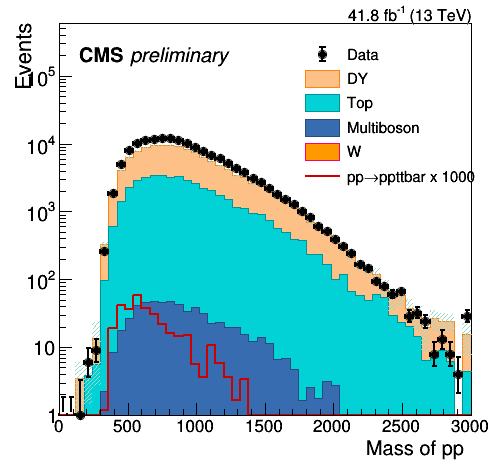 41.8 fb⁻¹ (13 TeV)
Events
CMS preliminary
Data
DY
Top
Multiboson
W
pp→ppttbar x 1000
10⁵
10⁴
10³
10²
10
1
0 500 1000 1500 2000 2500 3000
Mass of pp